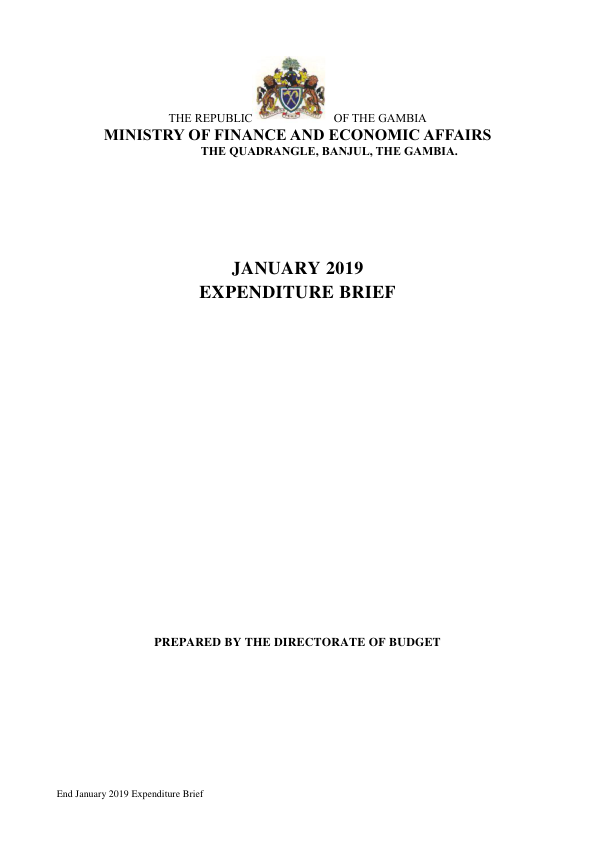 THE REPUBLIC OF THE GAMBIA
MINISTRY OF FINANCE AND ECONOMIC AFFAIRS
THE QUADRANGLE, BANJUL, THE GAMBIA.
JANUARY 2019
EXPENDITURE BRIEF
PREPARED BY THE DIRECTORATE OF BUDGET
End January 2019 Expenditure Brief